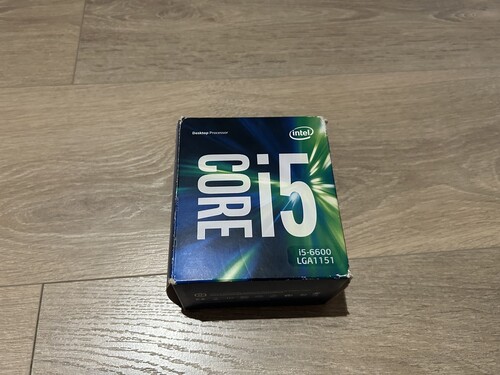 Desktop Processor
intel
CORE i5
i5-6600
LGA1151